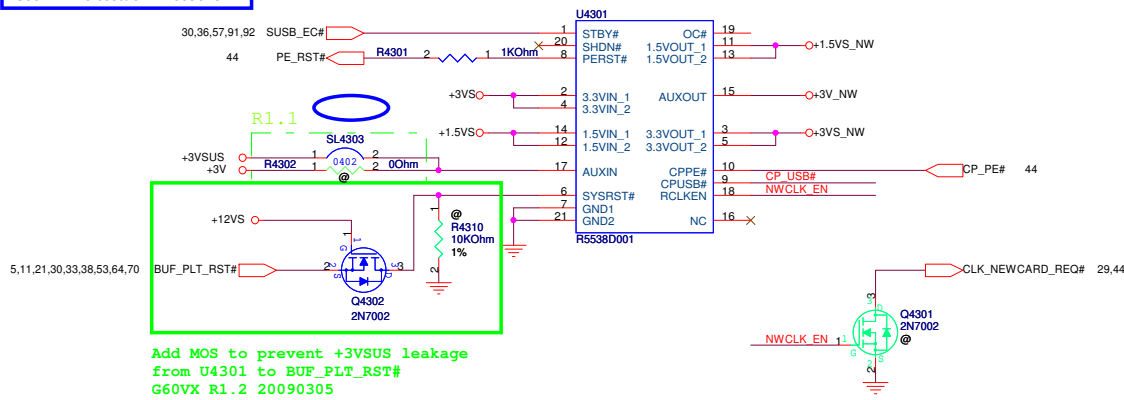 U4301
30,36,57,91,92 SUSB_EC# 1 STBY# OC# 19
20 SHDN# 1.5VOUT_1 11 +1.5VS_NW
44 PE_RST# R4301 2 1 1KOhm 8 PERST# 1.5VOUT_2 13
+3VS 2 3.3VIN_1 AUXOUT 15 +3V_NW
4 3.3VIN_2
R1.1
+1.5VS 14 1.5VIN_1 3.3VOUT_1 3 +3VS_NW
12 1.5VIN_2 3.3VOUT_2 5
SL4303
+3VSUS 1 2
0402
+3V R4302 1 2 0Ohm 17 AUXIN CPPE# 10 CP_PE# 44
@
CPUSB# 9 CP_USB#
6 SYSRST# RCLKEN 18 NWCLK_EN
7 GND1
21 GND2 NC 16
R5538D001
+12VS 1 G
1 @
R4310
10KOhm
1%
2
5,11,21,30,33,38,53,64,70 BUF_PLT_RST# 2 S 3 D
Q4302
2N7002
CLK_NEWCARD_REQ# 29,44
3 D
Q4301
2N7002
@
NWCLK_EN 1 1 G
2 S
Add MOS to prevent +3VSUS leakage
from U4301 to BUF_PLT_RST#
G60VX R1.2 20090305